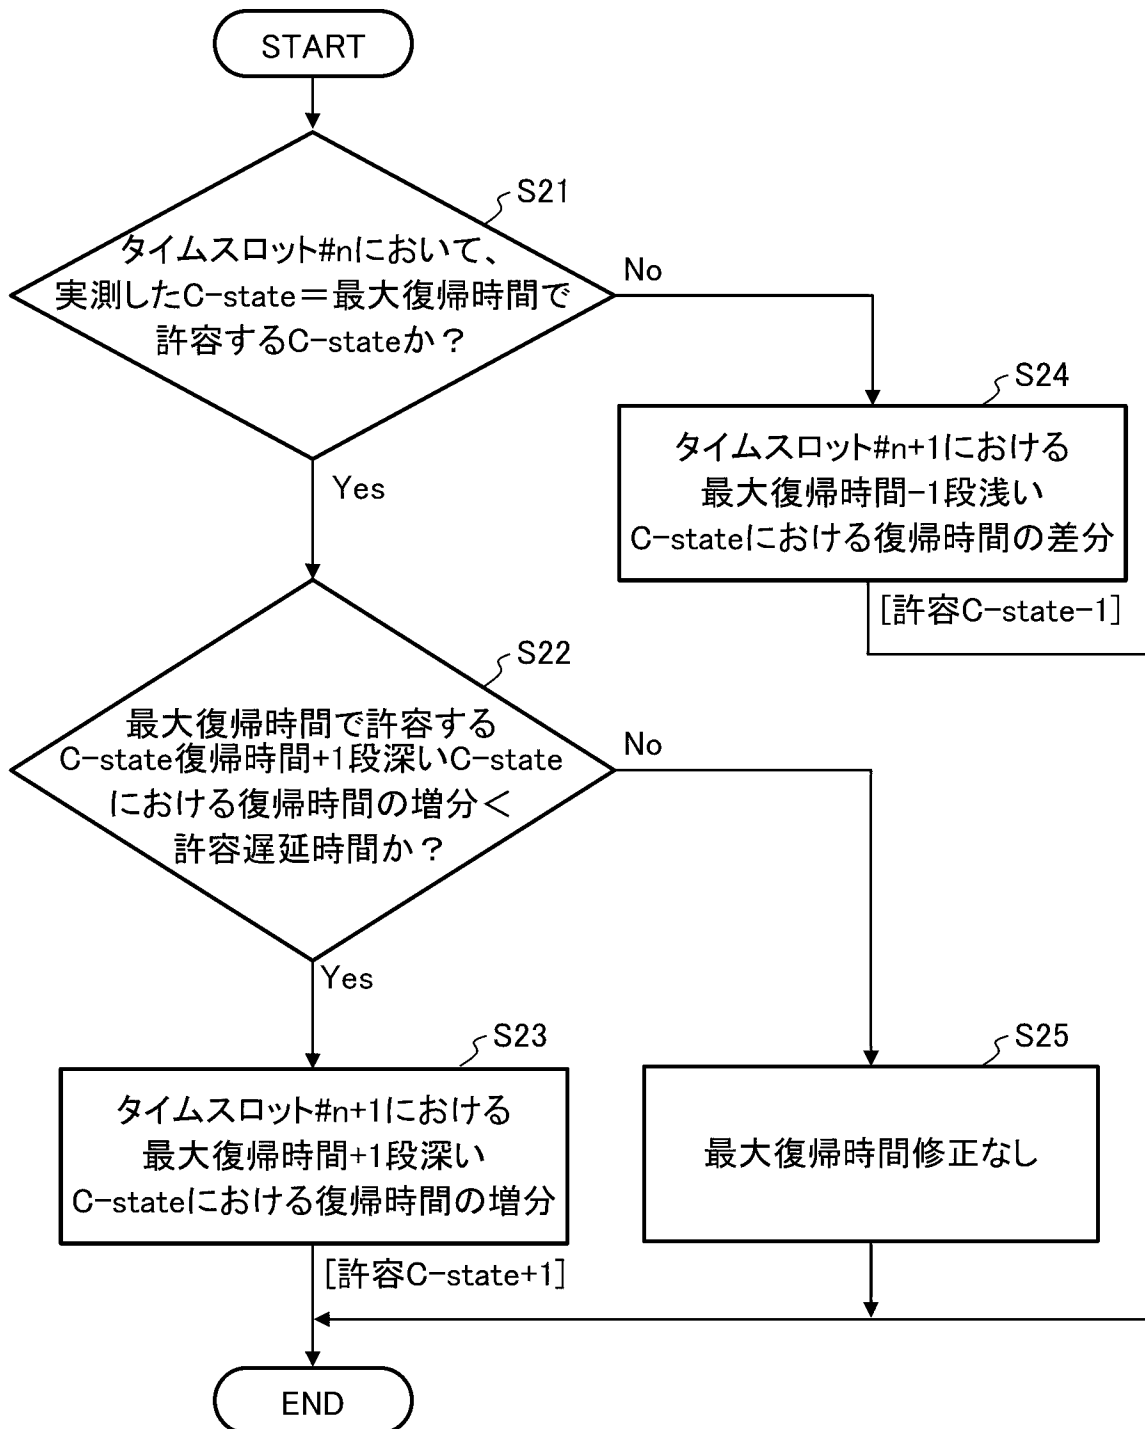 START
S21
タイムスロット#nにおいて、
実測したC-state＝最大復帰時間で
許容するC-stateか？
No
Yes
S24
タイムスロット#n+1における
最大復帰時間-1段浅い
C-stateにおける復帰時間の差分
[許容C-state-1]
S22
最大復帰時間で許容する
C-state復帰時間+1段深いC-state
における復帰時間の増分＜
許容遅延時間か？
No
Yes
S23
タイムスロット#n+1における
最大復帰時間+1段深い
C-stateにおける復帰時間の増分
[許容C-state+1]
S25
最大復帰時間修正なし
END